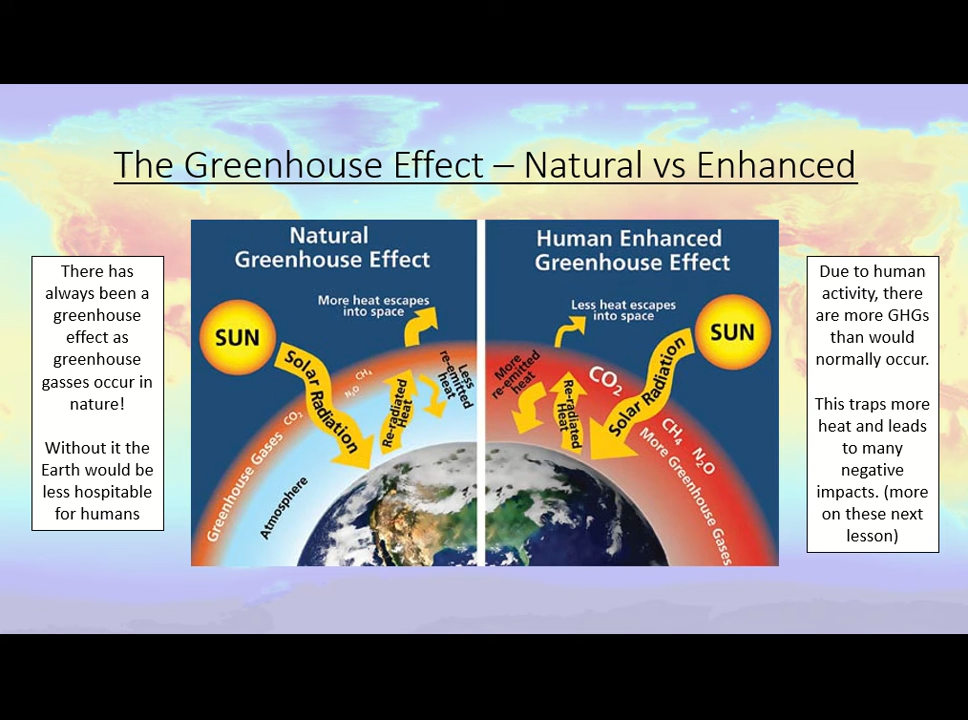 The Greenhouse Effect – Natural vs Enhanced
There has
always been a
greenhouse
effect as
greenhouse
gasses occur in
nature!
Without it the
Earth would be
less hospitable
for humans
Natural
Greenhouse Effect
More heat escapes
into space
SUN
Solar Radiation
Re-radiated
Heat
Less
re-emitted
heat
CH4
N2O
CO2
Greenhouse Gases
Atmosphere
Human Enhanced
Greenhouse Effect
Less heat escapes
into space
SUN
Solar Radiation
More
re-emitted
heat
Re-radiated
Heat
CO2
CH4 N2O
More Greenhouse Gases
Due to human
activity, there
are more GHGs
than would
normally occur.
This traps more
heat and leads
to many
negative
impacts. (more
on these next
lesson)